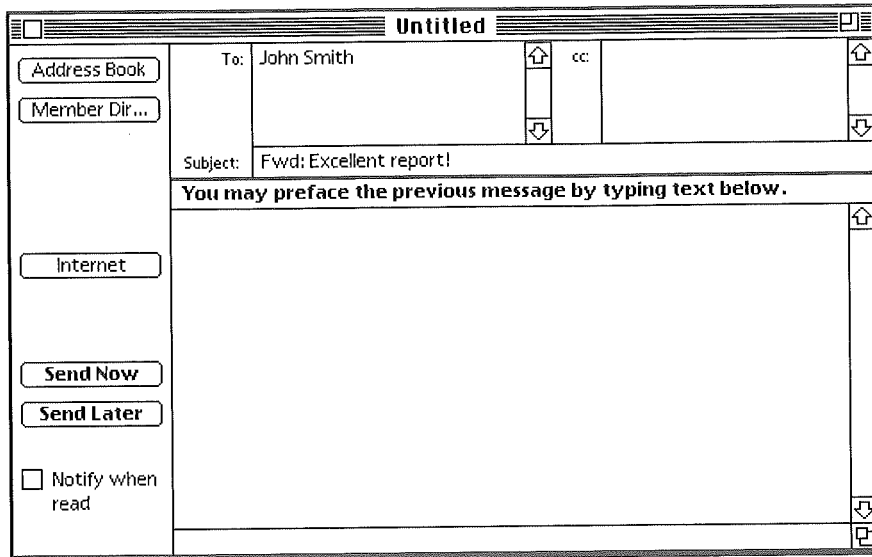 Untitled
Address Book
Member Dir...
To: John Smith
cc:
Subject: Fwd: Excellent report!
You may preface the previous message by typing text below.
Internet
Send Now
Send Later
Notify when
read